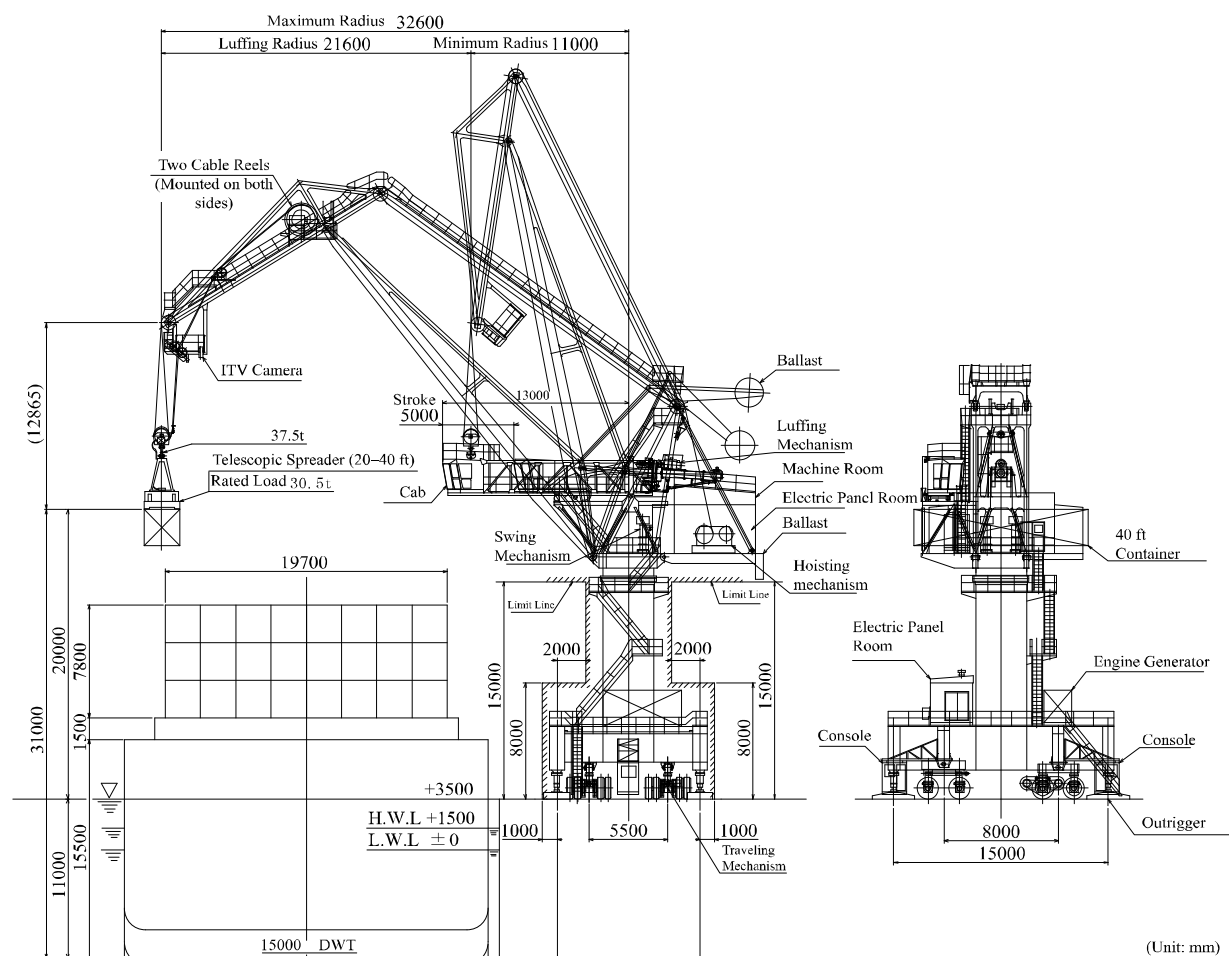 Maximum Radius 32600
Luffing Radius 21600
Minimum Radius 11000
Two Cable Reels
(Mounted on both
sides)
ITV Camera
(12865)
37.5t
Telescopic Spreader (20–40 ft)
Rated Load 30.5t
Stroke
5000
13000
Cab
Ballast
Luffing
Mechanism
Machine Room
Electric Panel Room
Ballast
Swing
Mechanism
Hoisting
mechanism
Limit Line
Limit Line
40 ft
Container
19700
20000
7800
1500
31000
11000
15500
2000
2000
15000
15000
8000
8000
Electric Panel
Room
Engine Generator
Console
Console
+3500
H.W.L +1500
L.W.L ±0
1000
5500
1000
Traveling
Mechanism
8000
15000
Outrigger
15000 DWT
(Unit: mm)